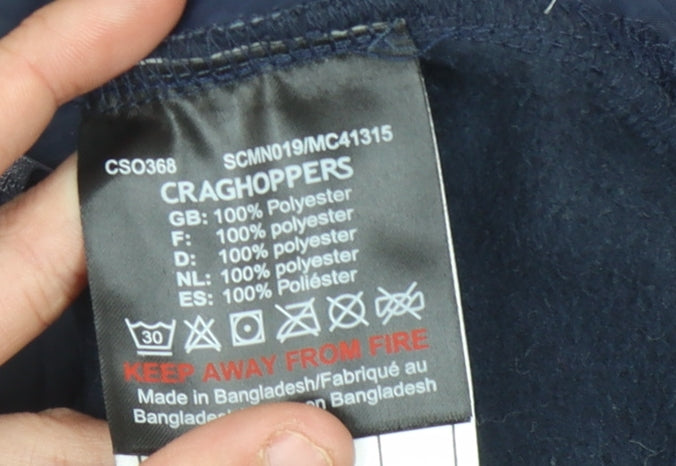 CSO368 SCMN019/MC41315
CRAGHOPPERS
GB: 100% Polyester
F: 100% polyester
D: 100% polyester
NL: 100% polyester
ES: 100% Poliéster
30
KEEP AWAY FROM FIRE
Made in Bangladesh/Fabriqué au
on Bangladesh